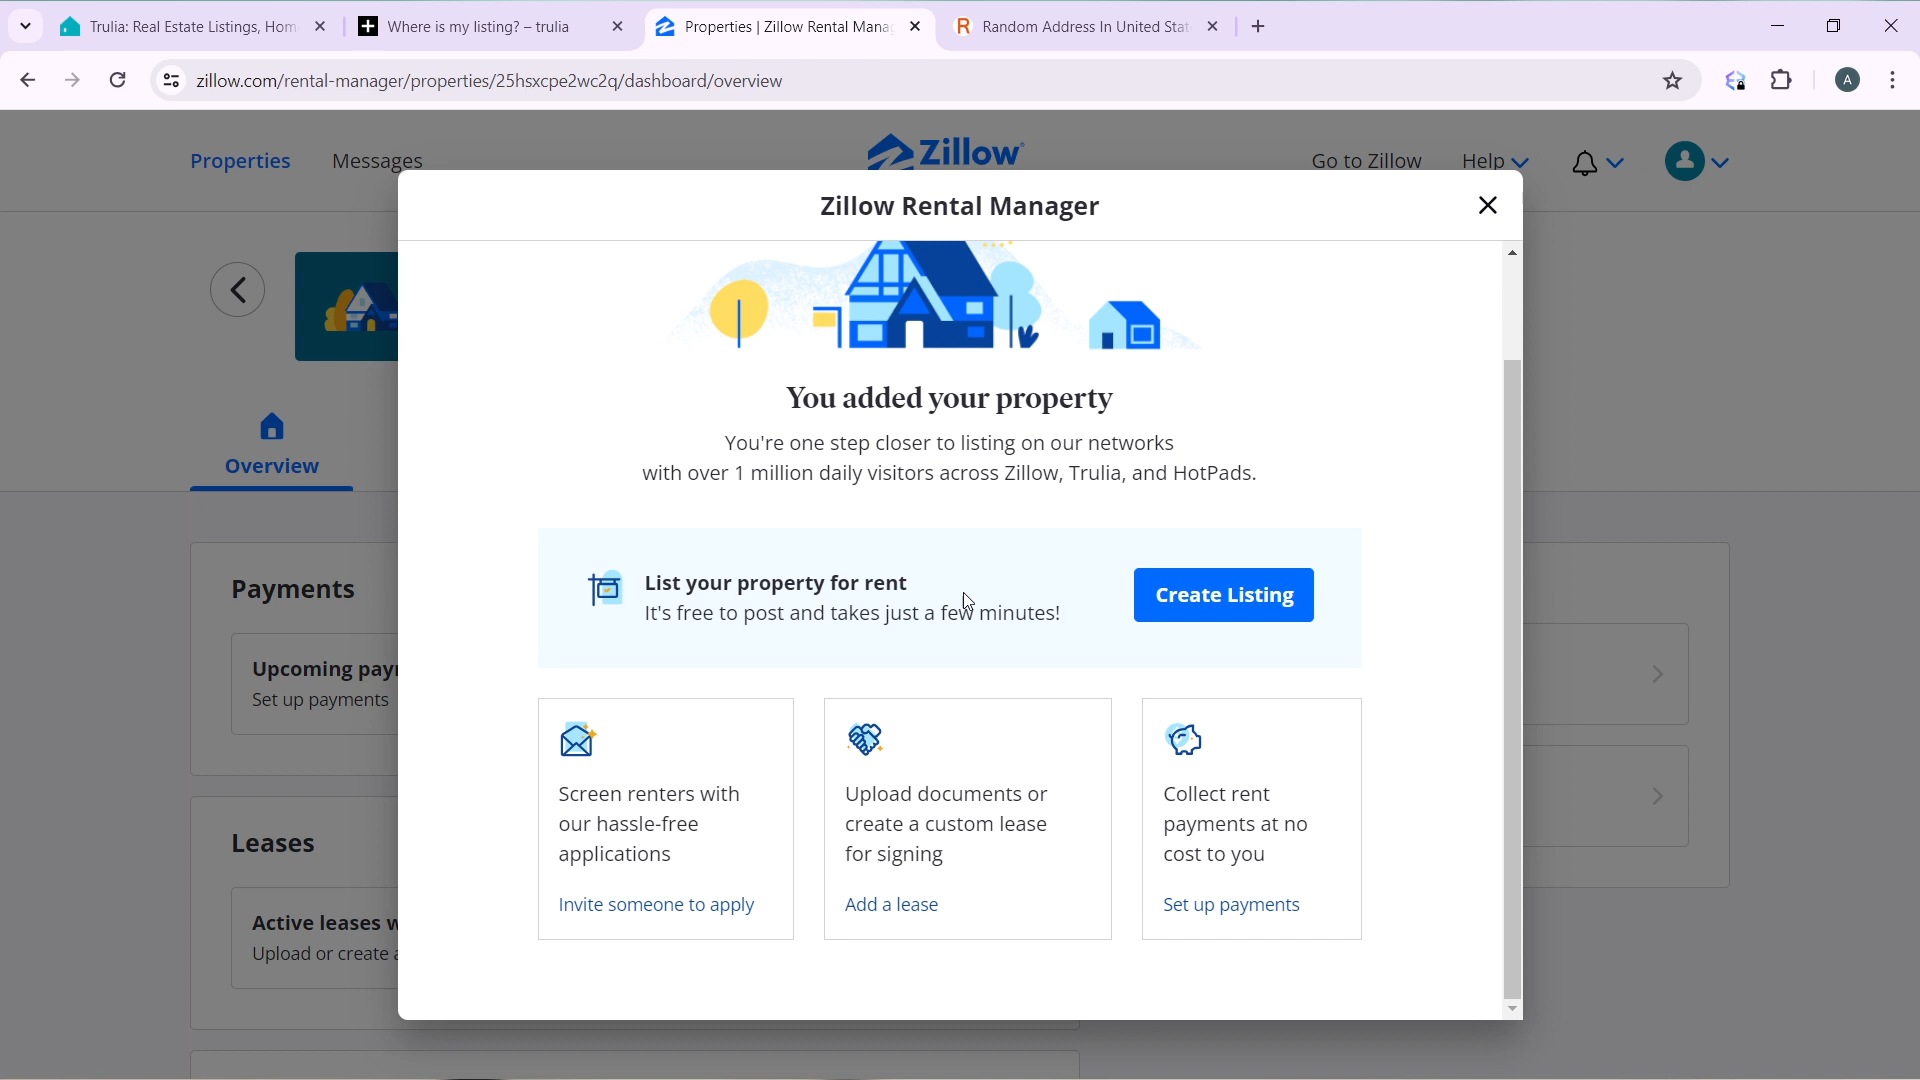 Trulia: Real Estate Listings, Hom
Where is my listing? – trulia
Properties | Zillow Rental Mana
Random Address In United Stat
zillow.com/rental-manager/properties/25hsxcpe2wc2q/dashboard/overview
A
Properties
Messages
Zillow
Go to Zillow
Help
Zillow Rental Manager
Overview
You added your property
You're one step closer to listing on our networks
with over 1 million daily visitors across Zillow, Trulia, and HotPads.
List your property for rent
It's free to post and takes just a few minutes!
Create Listing
Payments
Upcoming payr
Set up payments
Leases
Active leases w
Upload or create a
Screen renters with
our hassle-free
applications
Invite someone to apply
Upload documents or
create a custom lease
for signing
Add a lease
Collect rent
payments at no
cost to you
Set up payments